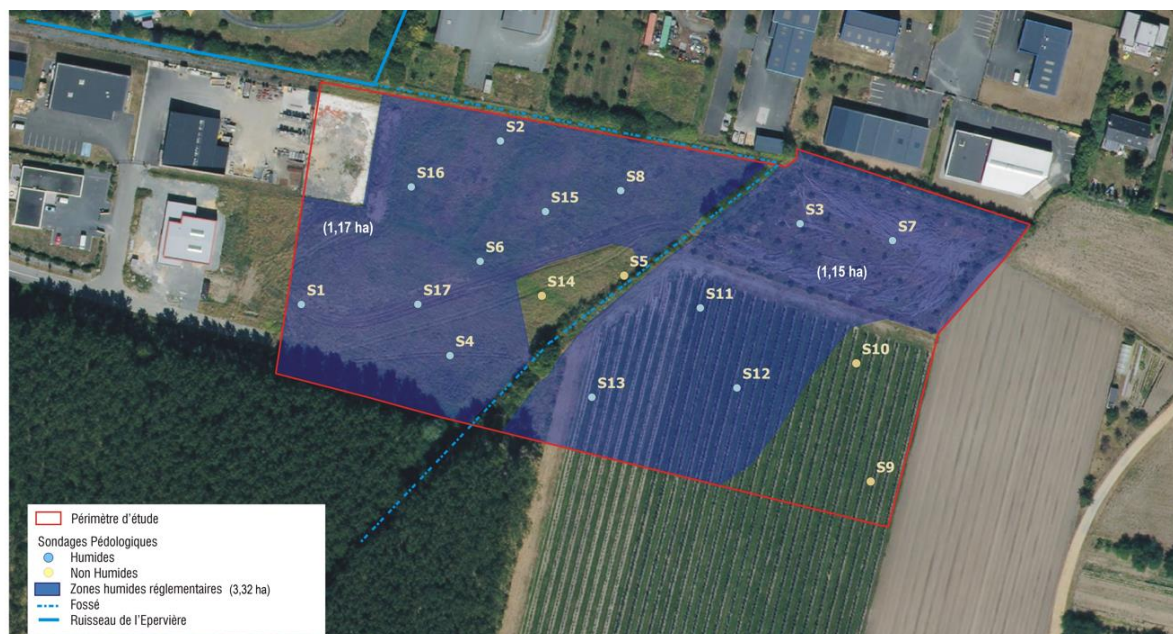 S2
S16
S8
S15
S3
S7
(1,17 ha)
S6
S5
(1,15 ha)
S14
S1
S17
S11
S4
S10
S12
S13
S9
Périmètre d'étude
Sondages Pédologiques
Humides
Non Humides
Zones humides réglementaires (3,32 ha)
Fossé
Ruisseau de l'Epervière